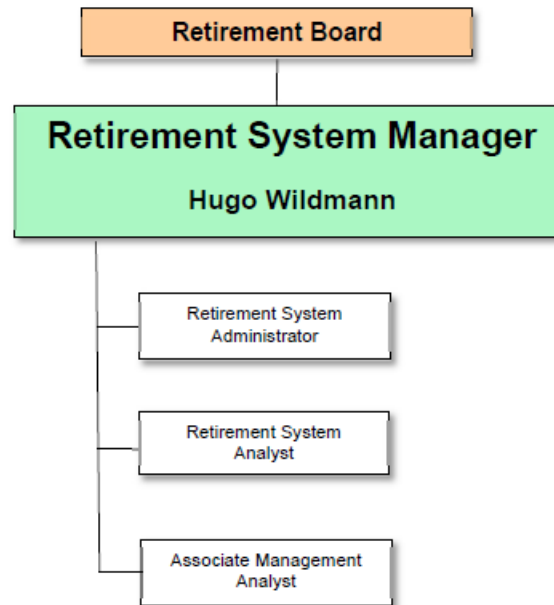 Retirement Board
Retirement System Manager
Hugo Wildmann
Retirement System
Administrator
Retirement System
Analyst
Associate Management
Analyst